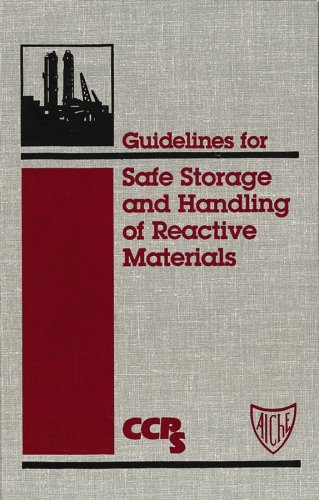 Guidelines for
Safe Storage
and Handling
of Reactive
Materials
CCPS
AIChE